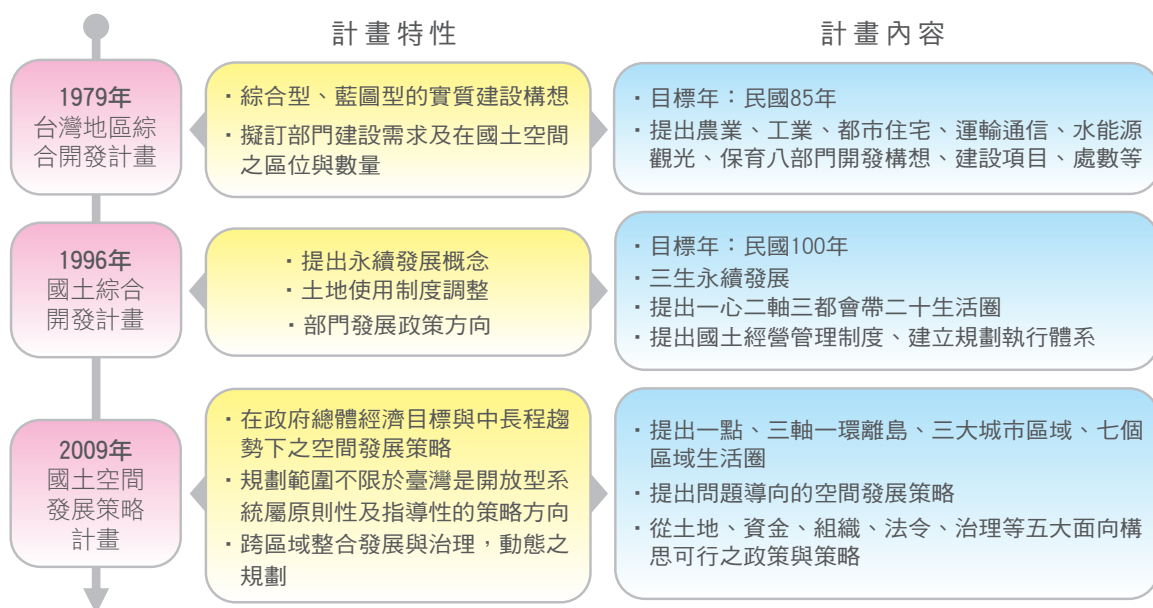 計畫特性
計畫內容
1979年
台灣地區綜
合開發計畫
・綜合型、藍圖型的實質建設構想
・擬訂部門建設需求及在國土空間
之區位與數量
・目標年：民國85年
・提出農業、工業、都市住宅、運輸通信、水能源
觀光、保育八部門開發構想、建設項目、處數等
1996年
國土綜合
開發計畫
・提出永續發展概念
・土地使用制度調整
・部門發展政策方向
・目標年：民國100年
・三生永續發展
・提出一心二軸三都會帶二十生活圈
・提出國土經營管理制度、建立規劃執行體系
2009年
國土空間
發展策略
計畫
・在政府總體經濟目標與中長程趨
勢下之空間發展策略
・規劃範圍不限於臺灣是開放型系
統屬原則性及指導性的策略方向
・跨區域整合發展與治理，動態之
規劃
・提出一點、三軸一環離島、三大城市區域、七個
區域生活圈
・提出問題導向的空間發展策略
・從土地、資金、組織、法令、治理等五大面向構
思可行之政策與策略